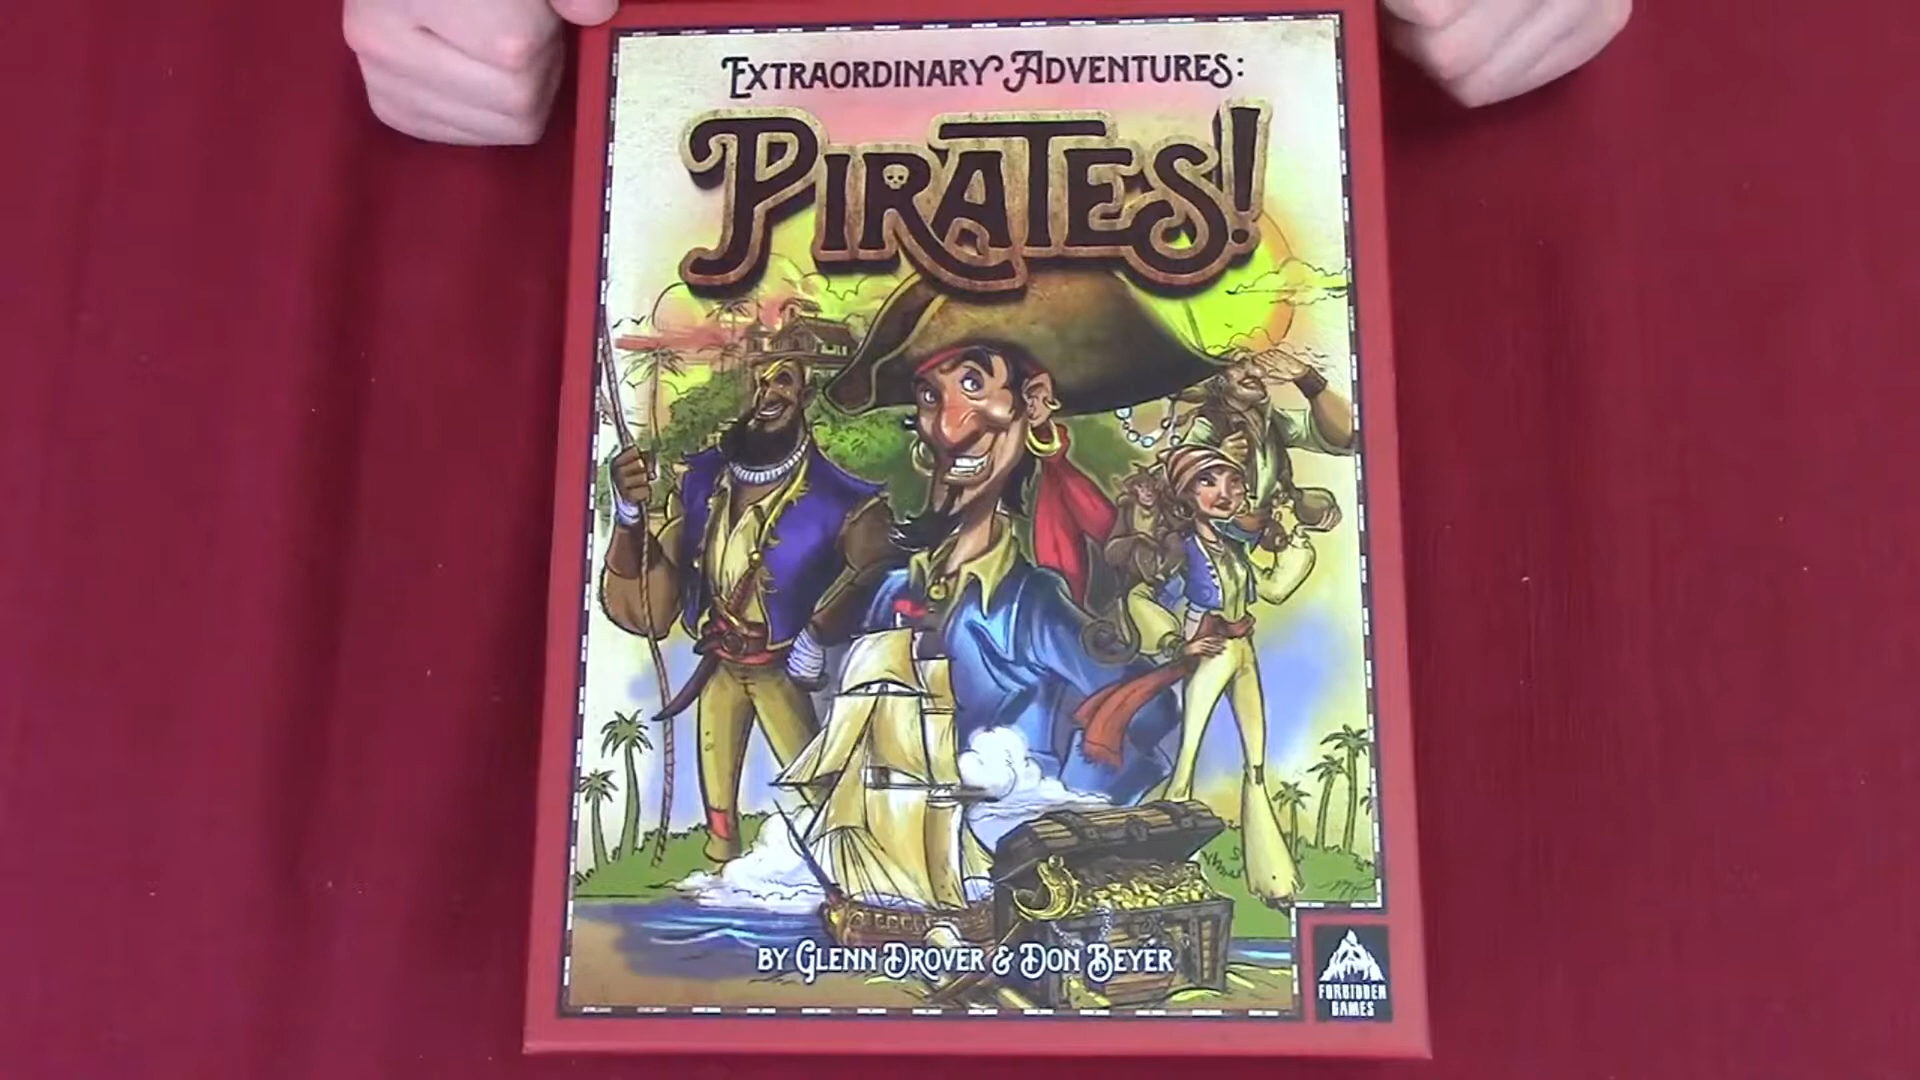 EXTRAORDINARY ADVENTURES:
PIRATES!
BY GLENN DROVER & DON BEYER
FORBIDDEN
GAMES